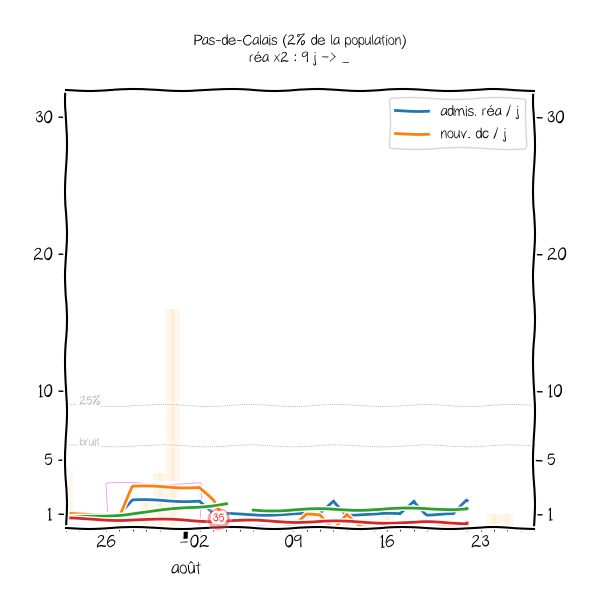 Pas-de-Calais (2% de la population)
réa x2 : 9 j -> _
admis. réa / j
nouv. dc / j
30
30
20
20
10
10
25%
bruit
5
5
1
1
35
26
02
09
16
23
août